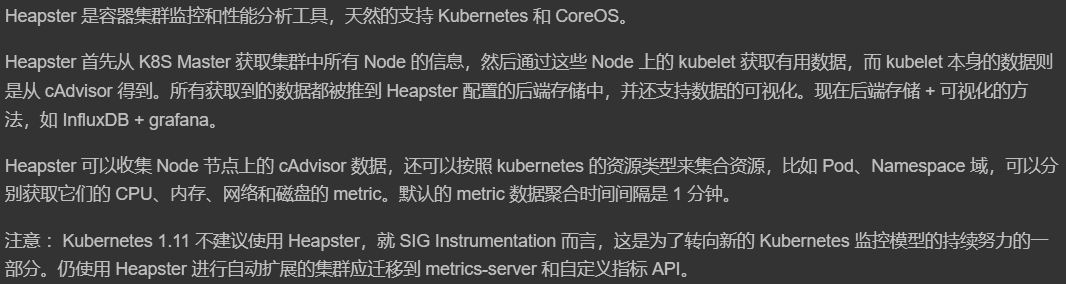 Heapster 是容器集群监控和性能分析工具，天然的支持 Kubernetes 和 CoreOS。
Heapster 首先从 K8S Master 获取集群中所有 Node 的信息，然后通过这些 Node 上的 kubelet 获取有用数据，而 kubelet 本身的数据则
是从 cAdvisor 得到。所有获取到的数据都被推到 Heapster 配置的后端存储中，并还支持数据的可视化。现在后端存储 + 可视化的方
法，如 InfluxDB + grafana。
Heapster 可以收集 Node 节点上的 cAdvisor 数据，还可以按照 kubernetes 的资源类型来集合资源，比如 Pod、Namespace 域，可以分
别获取它们的 CPU、内存、网络和磁盘的 metric。默认的 metric 数据聚合时间间隔是 1 分钟。
注意 ：Kubernetes 1.11 不建议使用 Heapster，就 SIG Instrumentation 而言，这是为了转向新的 Kubernetes 监控模型的持续努力的一
部分。仍使用 Heapster 进行自动扩展的集群应迁移到 metrics-server 和自定义指标 API。